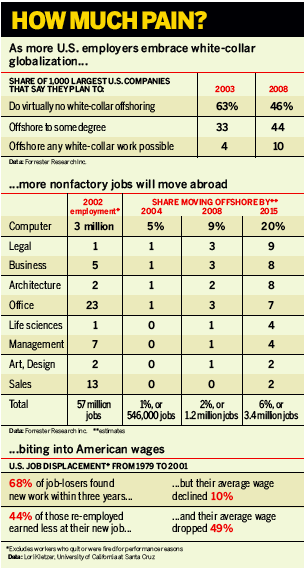 HOW MUCH PAIN?
As more U.S. employers embrace white-collar
globalization...
SHARE OF 1,000 LARGEST U.S. COMPANIES
THAT SAY THEY PLAN TO: 2003 2008
Do virtually no white-collar offshoring 63% 46%
Offshore to some degree 33 44
Offshore any white-collar work possible 4 10
Data: Forrester Research Inc.
...more nonfactory jobs will move abroad
2002 SHARE MOVING OFFSHORE BY**
employment* 2004 2008 2015
Computer 3 million 5% 9% 20%
Legal 1 1 3 9
Business 5 1 3 8
Architecture 2 1 2 8
Office 23 1 3 7
Life sciences 1 0 1 4
Management 7 0 1 4
Art, Design 2 0 1 2
Sales 13 0 0 2
Total 57 million 1%, or 2%, or 6%, or
jobs 546,000 jobs 1.2 million jobs 3.4 million jobs
Data: Forrester Research Inc. **estimates
...biting into American wages
U.S. JOB DISPLACEMENT* FROM 1979 TO 2001
68% of job-losers found ...but their average wage
new work within three years... declined 10%
44% of those re-employed ...and their average wage
earned less at their new job... dropped 49%
*Excludes workers who quit or were fired for performance reasons
Data: Lori Kletzer, University of California at Santa Cruz